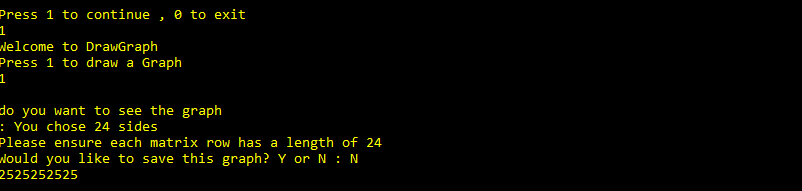 Press 1 to continue , 0 to exit
1
Welcome to DrawGraph
Press 1 to draw a Graph
1
do you want to see the graph
: You chose 24 sides
Please ensure each matrix row has a length of 24
Would you like to save this graph? Y or N : N
2525252525